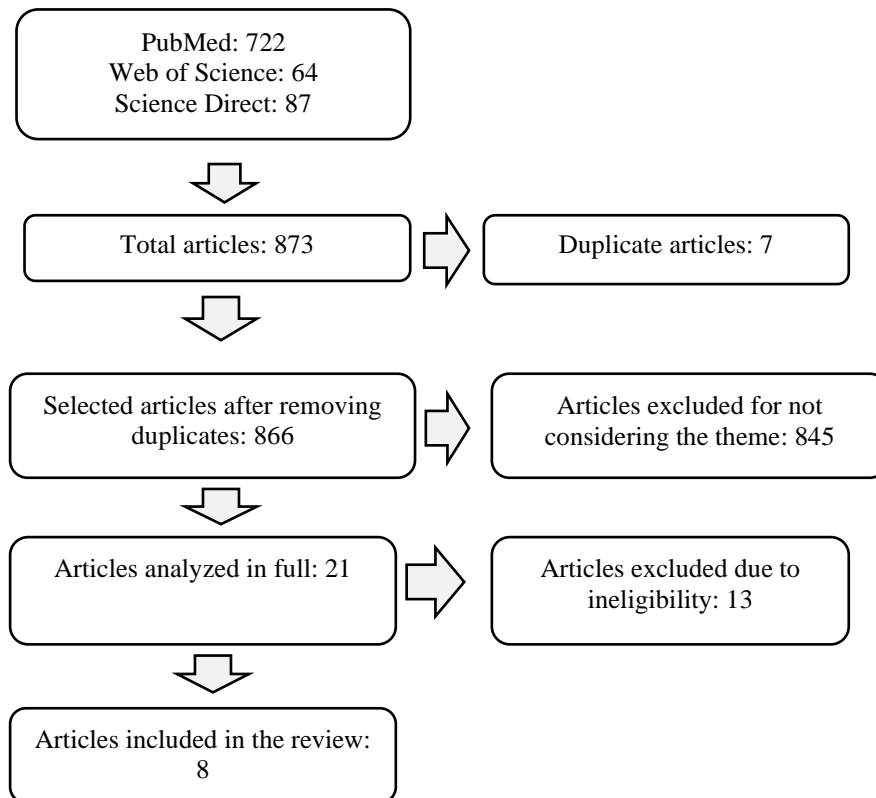 PubMed: 722
Web of Science: 64
Science Direct: 87
Total articles: 873
Duplicate articles: 7
Selected articles after removing
duplicates: 866
Articles excluded for not
considering the theme: 845
Articles analyzed in full: 21
Articles excluded due to
ineligibility: 13
Articles included in the review:
8